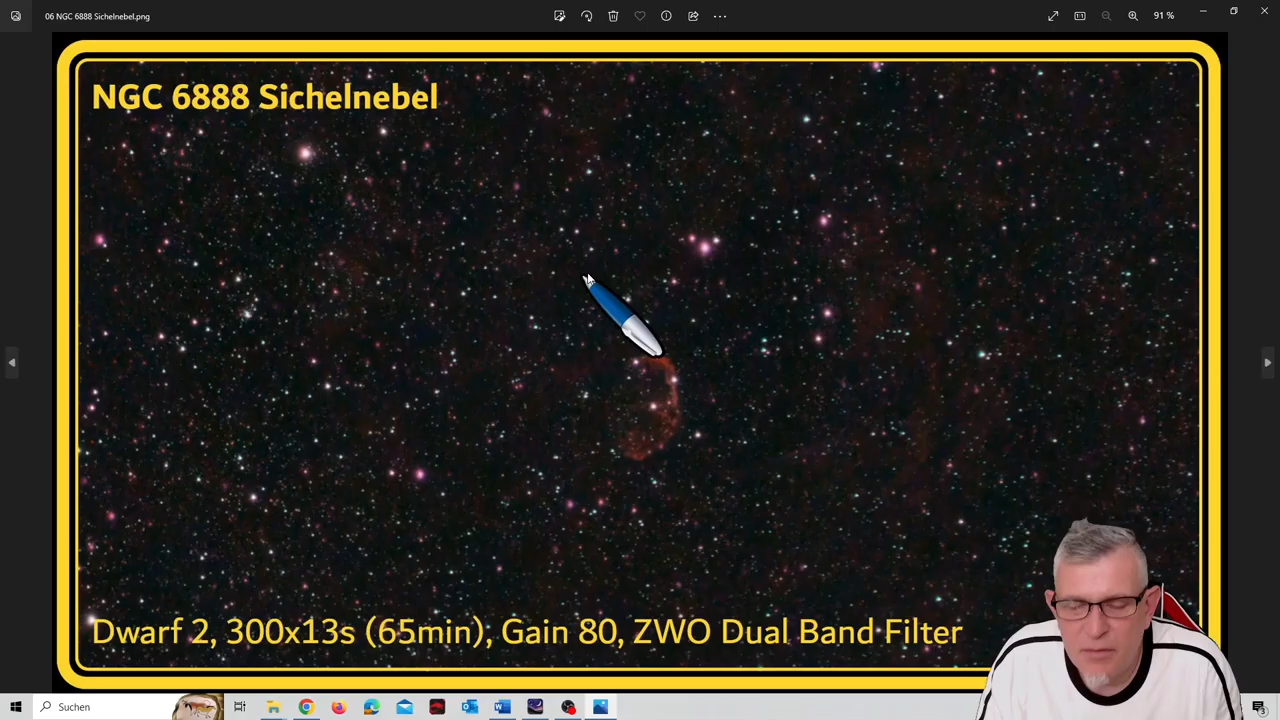 06 NGC 6888 Sichelnebel.png
91 %
NGC 6888 Sichelnebel
Dwarf 2, 300x13s (65min), Gain 80, ZWO Dual Band Filter
Suchen